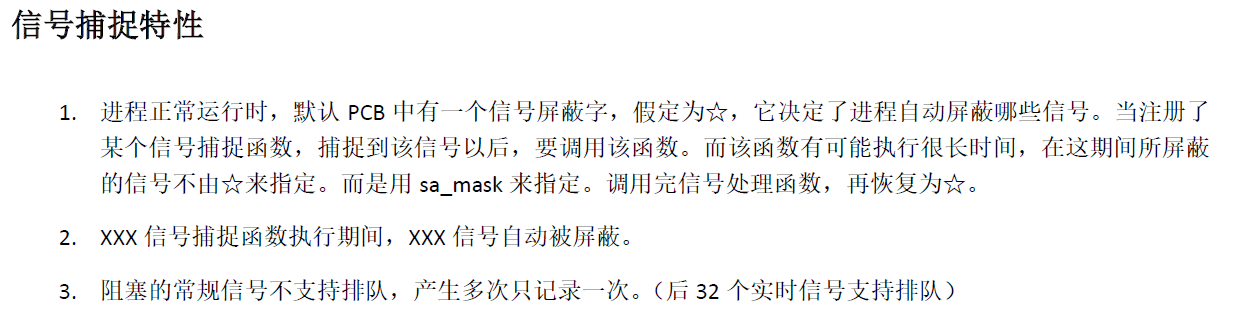 信号捕捉特性
1. 进程正常运行时，默认 PCB 中有一个信号屏蔽字，假定为☆，它决定了进程自动屏蔽哪些信号。当注册了
某个信号捕捉函数，捕捉到该信号以后，要调用该函数。而该函数有可能执行很长时间，在这期间所屏蔽
的信号不由☆来指定。而是用 sa_mask 来指定。调用完信号处理函数，再恢复为☆。
2. XXX 信号捕捉函数执行期间，XXX 信号自动被屏蔽。
3. 阻塞的常规信号不支持排队，产生多次只记录一次。（后 32 个实时信号支持排队）